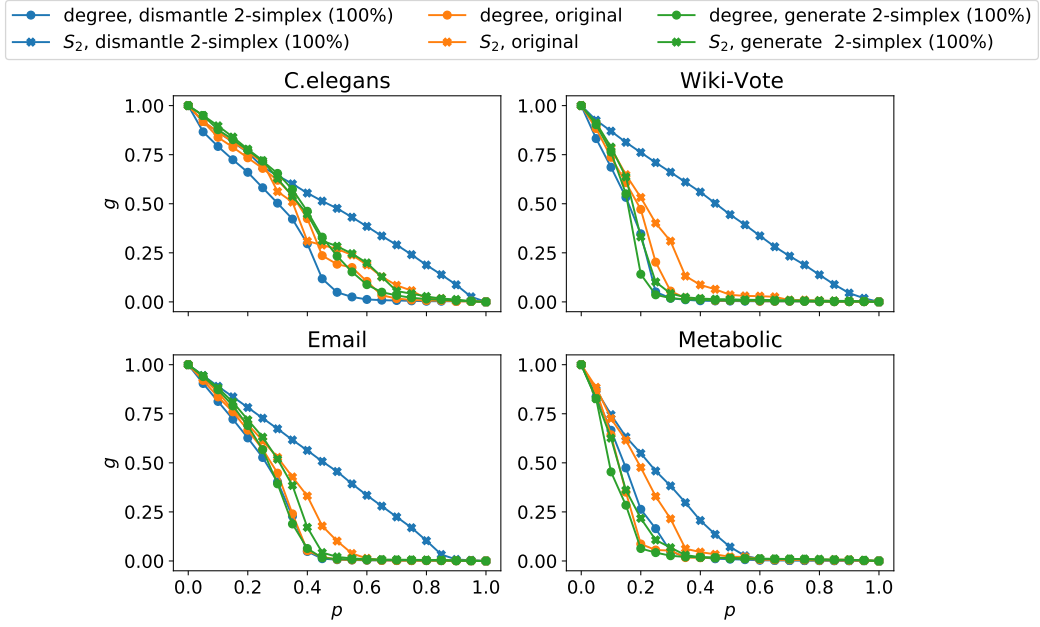 degree, dismantle 2-simplex (100%) degree, original degree, generate 2-simplex (100%)
S₂, dismantle 2-simplex (100%) S₂, original S₂, generate 2-simplex (100%)
C.elegans Wiki-Vote
1.00 1.00
0.75 0.75
g 0.50 0.50
0.25 0.25
0.00 0.00
Email Metabolic
1.00 1.00
0.75 0.75
g 0.50 0.50
0.25 0.25
0.00 0.00
0.0 0.2 0.4 0.6 0.8 1.0 0.0 0.2 0.4 0.6 0.8 1.0
p p